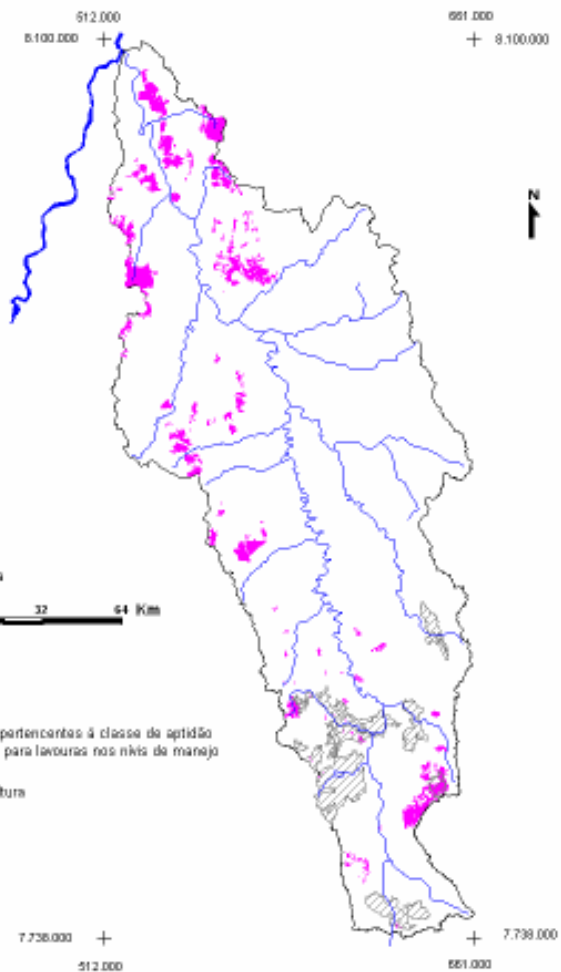 512.000 661.000
8.100.000 8.100.000
N
32 64 Km
pertencentes à classe de aptidão
para lavouras nos nívis de manejo
tura
7.738.000 7.738.000
512.000 661.000